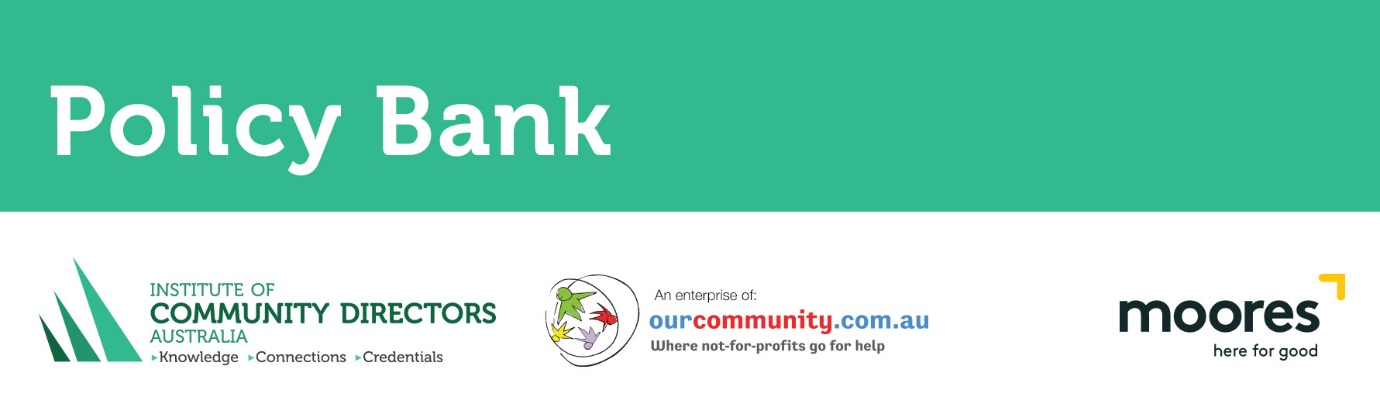 Policy Bank
INSTITUTE OF
COMMUNITY DIRECTORS
AUSTRALIA
▸Knowledge ▸Connections ▸Credentials
An enterprise of:
ourcommunity.com.au
Where not-for-profits go for help
moores
here for good